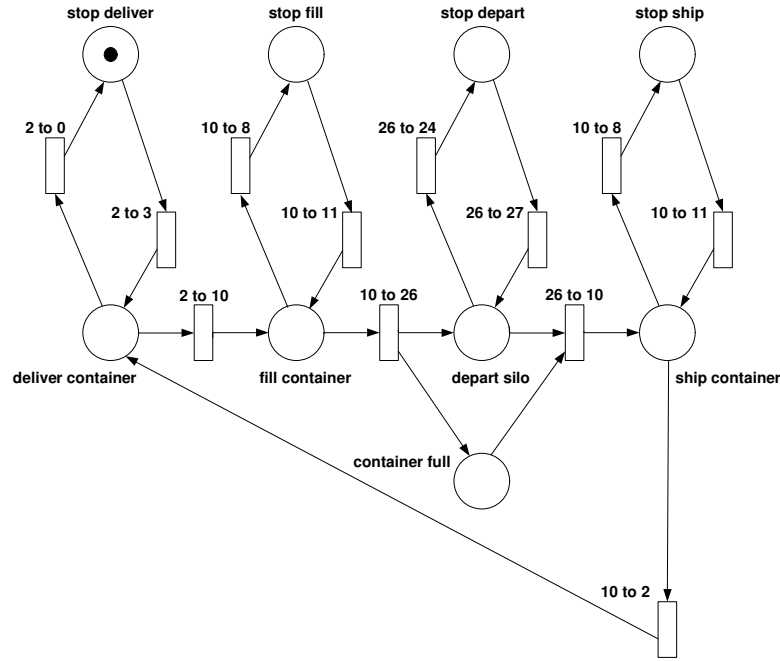 stop deliver
stop fill
stop depart
stop ship
2 to 0
10 to 8
26 to 24
10 to 8
2 to 3
10 to 11
26 to 27
10 to 11
2 to 10
10 to 26
26 to 10
deliver container
fill container
depart silo
ship container
container full
10 to 2